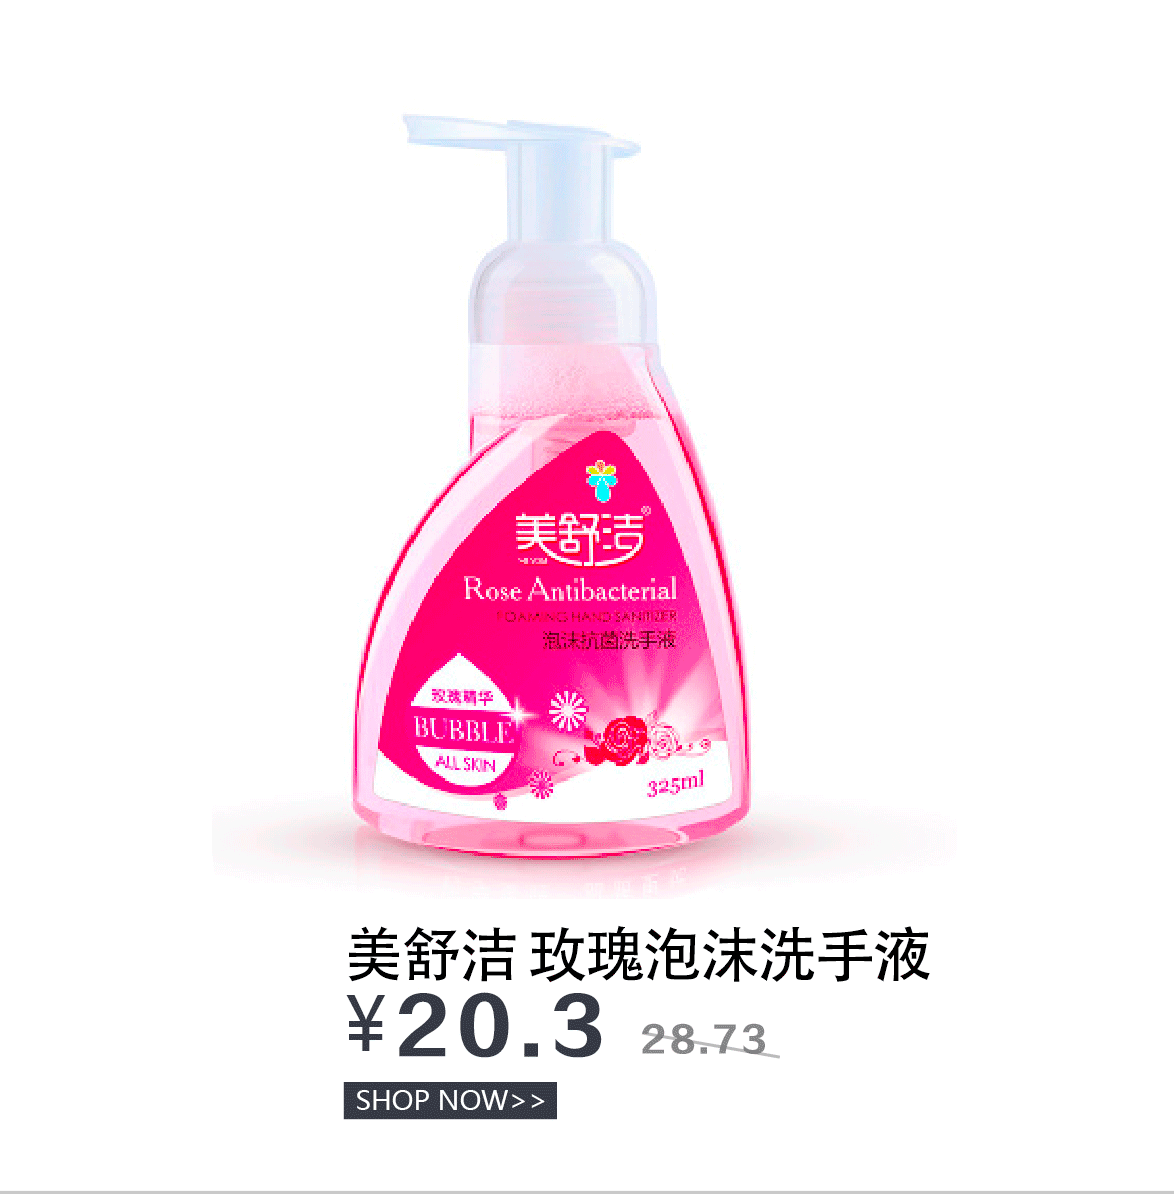 美舒洁®
Rose Antibacterial
FOAMING HAND SANITIZER
泡沫抗菌洗手液
玫瑰精华
BUBBLE
ALL SKIN
325ml
美舒洁 玫瑰泡沫洗手液
¥20.3 28.73
SHOP NOW>>